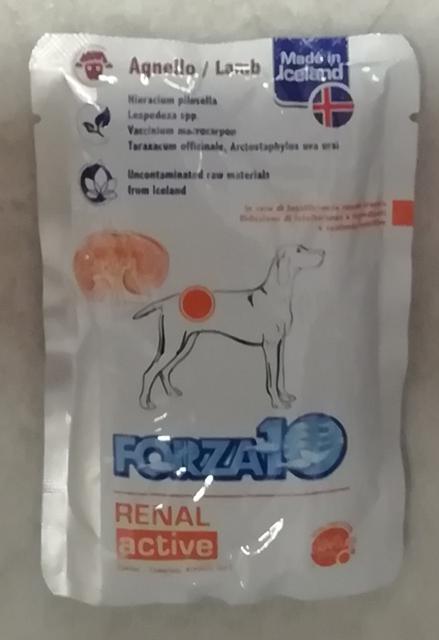 Agnello / Lamb
Made in
Iceland
Hieracium pilosella
Lespedeza spp.
Vaccinium macrocarpon
Taraxacum officinale, Arctostaphylos uva ursi
Uncontaminated raw materials
from Iceland
FORZA10
RENAL
active